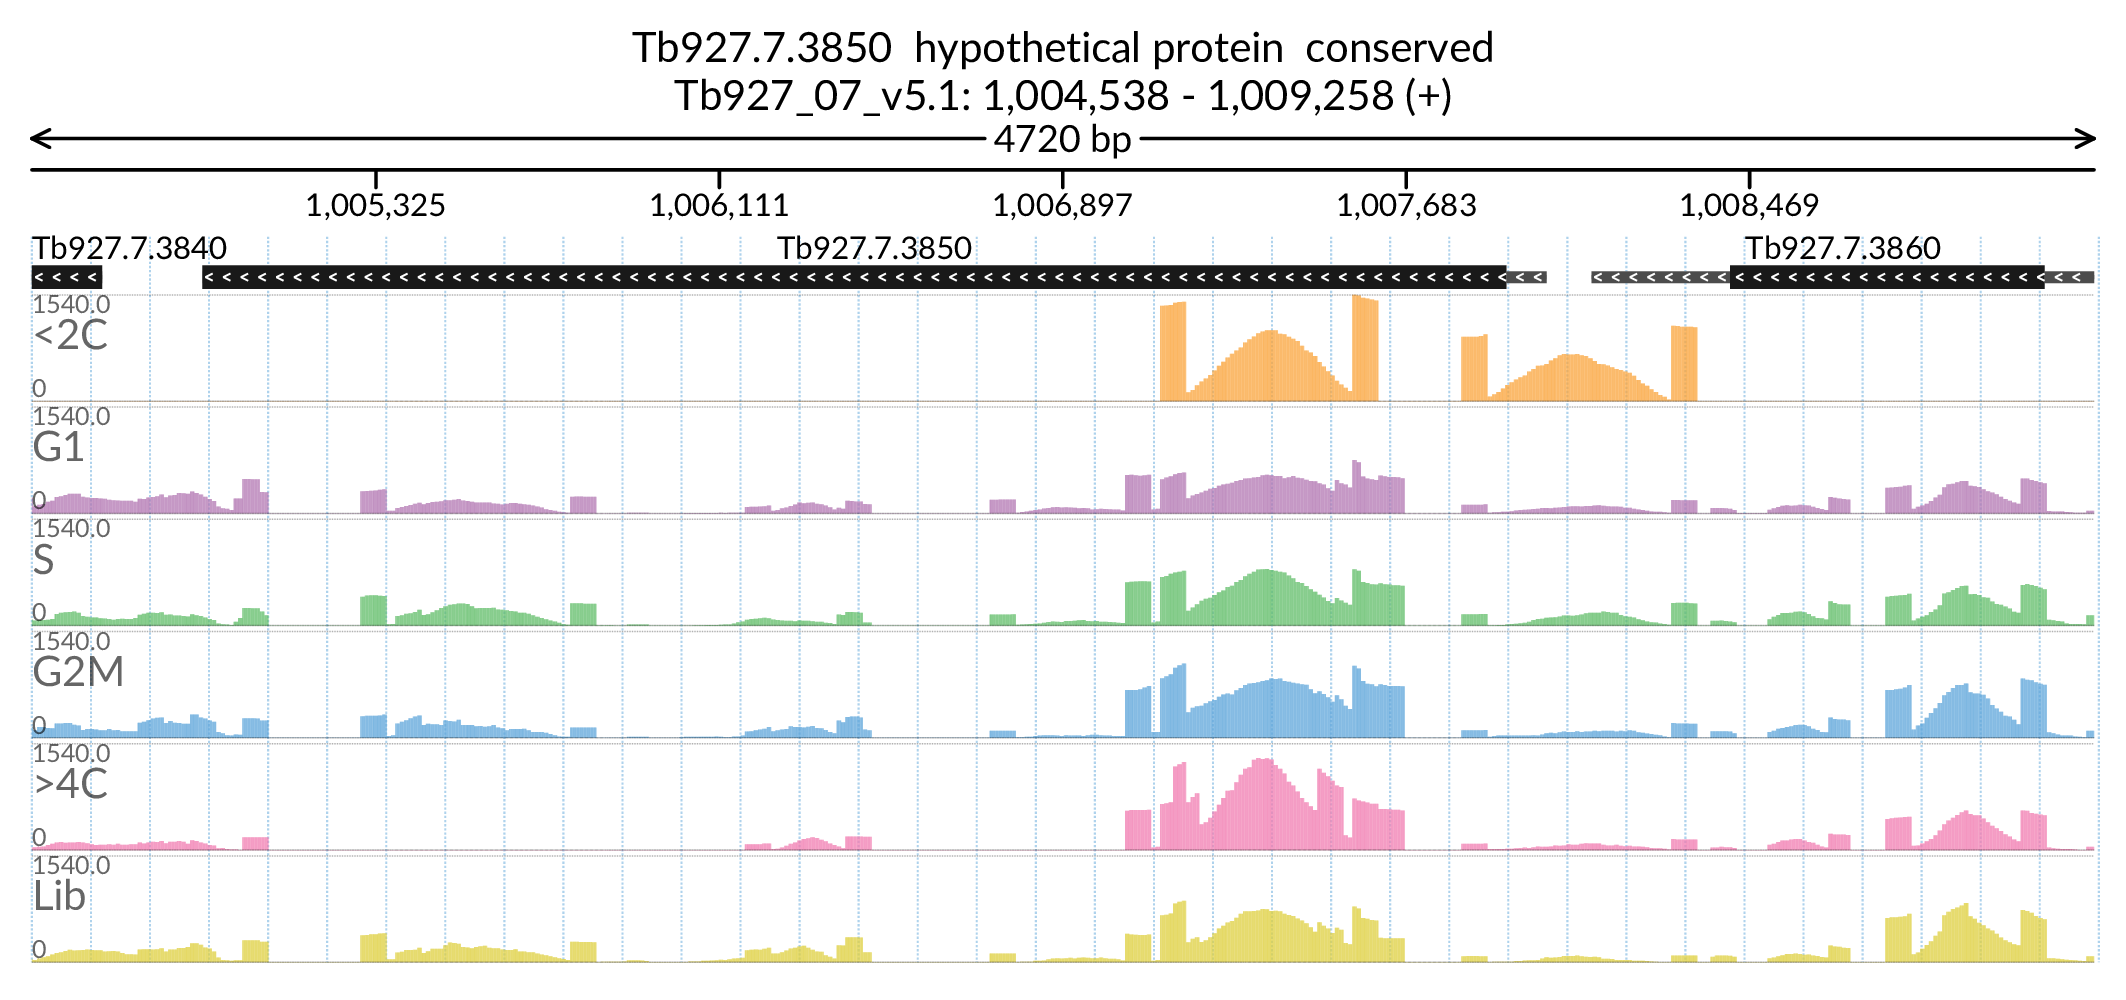 Tb927.7.3850 hypothetical protein conserved
Tb927_07_v5.1: 1,004,538 - 1,009,258 (+)
4720 bp
1,005,325 1,006,111 1,006,897 1,007,683 1,008,469
Tb927.7.3840 Tb927.7.3850 Tb927.7.3860
1540.0
<2C
0
1540.0
G1
0
1540.0
S
0
1540.0
G2M
0
1540.0
>4C
0
1540.0
Lib
0